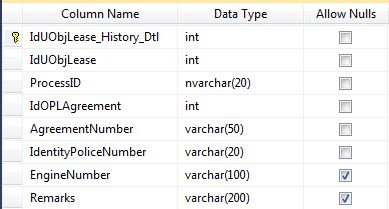 Column Name Data Type Allow Nulls
IdUObjLease_History_Dtl int
IdUObjLease int
ProcessID nvarchar(20)
IdOPLAgreement int
AgreementNumber varchar(50)
IdentityPoliceNumber varchar(20)
EngineNumber varchar(100)
Remarks varchar(200)